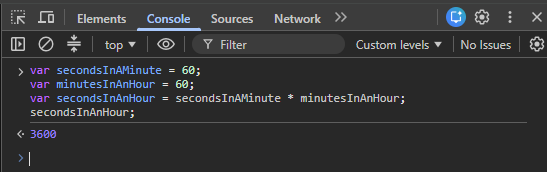 Elements Console Sources Network »
top Filter Custom levels No Issues
var secondsInAMinute = 60;
var minutesInAnHour = 60;
var secondsInAnHour = secondsInAMinute * minutesInAnHour;
secondsInAnHour;
3600